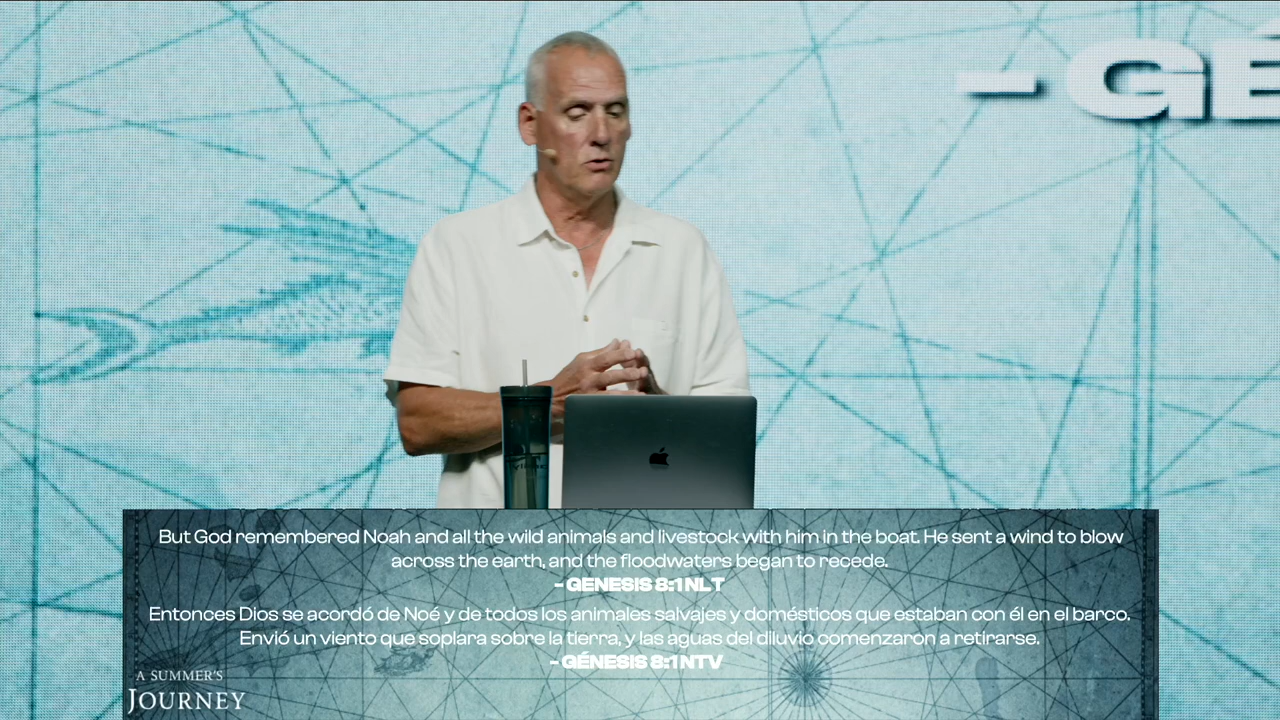 – GÉ
But God remembered Noah and all the wild animals and livestock with him in the boat. He sent a wind to blow
across the earth, and the floodwaters began to recede.
– GENESIS 8:1 NLT
Entonces Dios se acordó de Noé y de todos los animales salvajes y domésticos que estaban con él en el barco.
Envió un viento que soplara sobre la tierra, y las aguas del diluvio comenzaron a retirarse.
– GÉNESIS 8:1 NTV
A SUMMER'S
JOURNEY